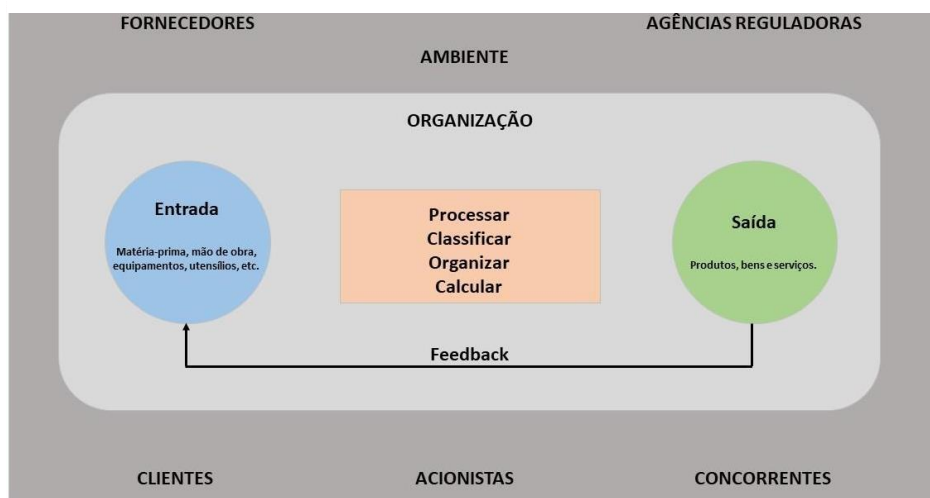 FORNECEDORES
AGÊNCIAS REGULADORAS
AMBIENTE
ORGANIZAÇÃO
Entrada
Matéria-prima, mão de obra,
equipamentos, utensílios, etc.
Processar
Classificar
Organizar
Calcular
Saída
Produtos, bens e serviços.
Feedback
CLIENTES
ACIONISTAS
CONCORRENTES